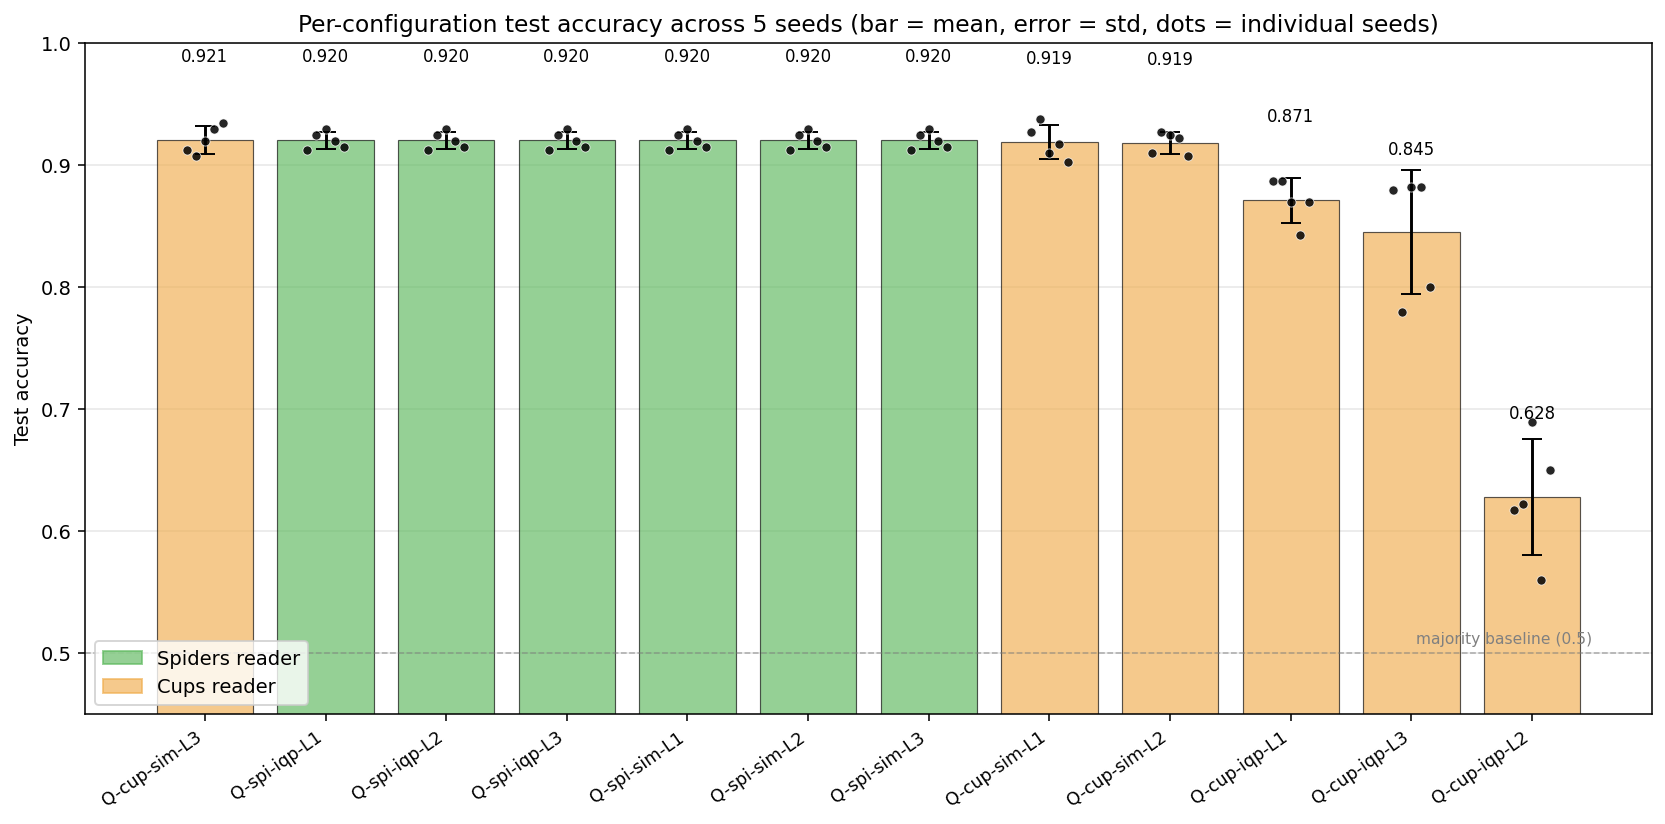 Per-configuration test accuracy across 5 seeds (bar = mean, error = std, dots = individual seeds)
Test accuracy
1.0
0.9
0.8
0.7
0.6
0.5
0.921
0.920
0.920
0.920
0.920
0.920
0.920
0.919
0.919
0.871
0.845
0.628
majority baseline (0.5)
Spiders reader
Cups reader
Q-cup-sim-L3
Q-spi-iqp-L1
Q-spi-iqp-L2
Q-spi-iqp-L3
Q-spi-sim-L1
Q-spi-sim-L2
Q-spi-sim-L3
Q-cup-sim-L1
Q-cup-sim-L2
Q-cup-iqp-L1
Q-cup-iqp-L3
Q-cup-iqp-L2